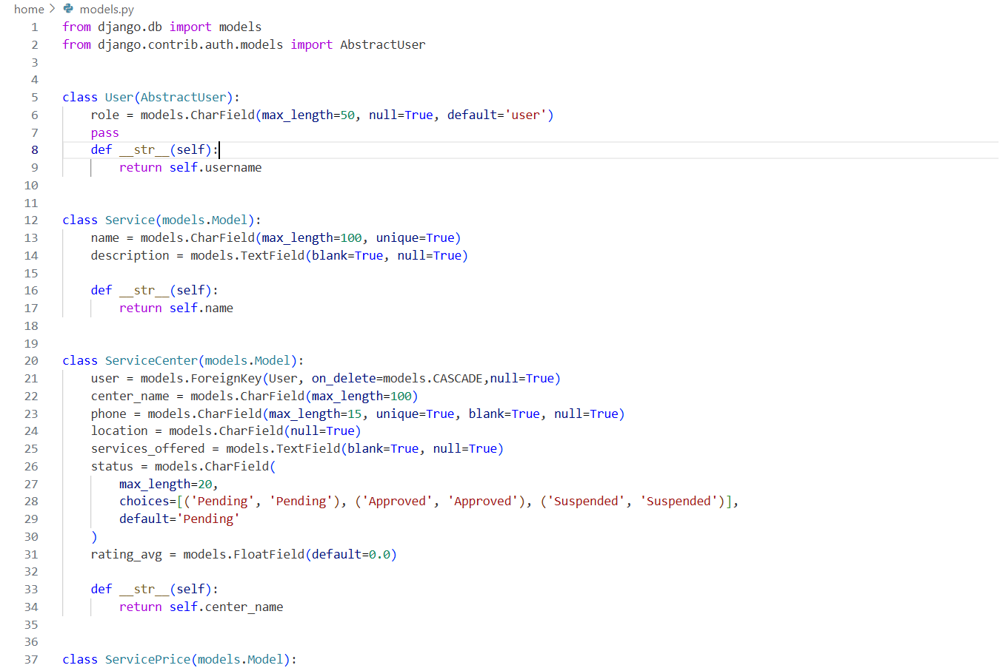 home > models.py
1 from django.db import models
2 from django.contrib.auth.models import AbstractUser
3
4
5 class User(AbstractUser):
6     role = models.CharField(max_length=50, null=True, default='user')
7     pass
8     def __str__(self):
9         return self.username
10
11
12 class Service(models.Model):
13     name = models.CharField(max_length=100, unique=True)
14     description = models.TextField(blank=True, null=True)
15
16     def __str__(self):
17         return self.name
18
19
20 class ServiceCenter(models.Model):
21     user = models.ForeignKey(User, on_delete=models.CASCADE,null=True)
22     center_name = models.CharField(max_length=100)
23     phone = models.CharField(max_length=15, unique=True, blank=True, null=True)
24     location = models.CharField(null=True)
25     services_offered = models.TextField(blank=True, null=True)
26     status = models.CharField(
27         max_length=20,
28         choices=[('Pending', 'Pending'), ('Approved', 'Approved'), ('Suspended', 'Suspended')],
29         default='Pending'
30     )
31     rating_avg = models.FloatField(default=0.0)
32
33     def __str__(self):
34         return self.center_name
35
36
37 class ServicePrice(models.Model):